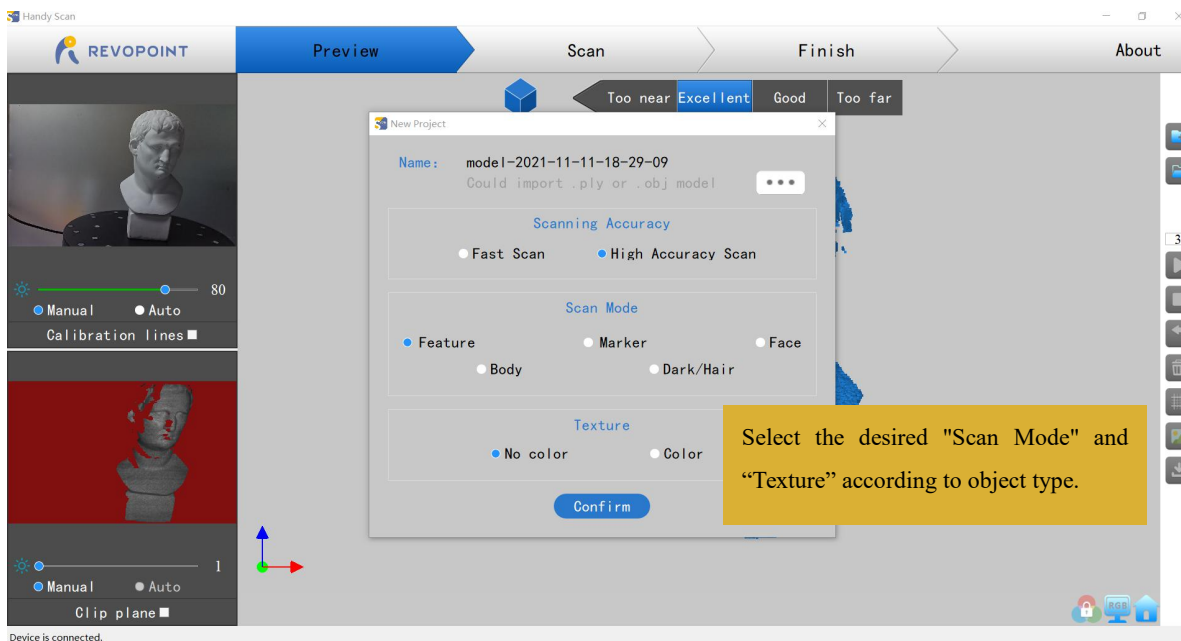 Handy Scan
REVOPOINT
Preview
Scan
Finish
About
Too near Excellent Good Too far
New Project
Name: model-2021-11-11-18-29-09
Could import .ply or .obj model
Scanning Accuracy
Fast Scan High Accuracy Scan
80
Manual Auto
Calibration lines
Scan Mode
Feature Marker Face
Body Dark/Hair
Texture
No color Color
Confirm
Select the desired "Scan Mode" and
“Texture” according to object type.
1
Manual Auto
Clip plane
3
RGB
Device is connected.